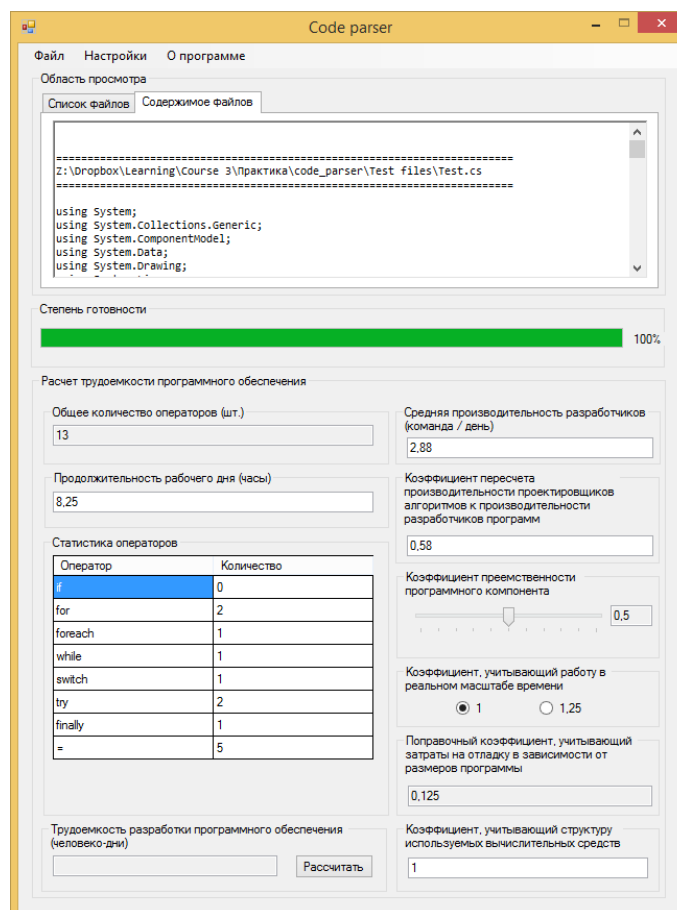 Code parser
Файл Настройки О программе
Область просмотра
Список файлов Содержимое файлов
==========================================================================
Z:\Dropbox\Learning\Course 3\Практика\code_parser\Test files\Test.cs
==========================================================================
using System;
using System.Collections.Generic;
using System.ComponentModel;
using System.Data;
using System.Drawing;
Степень готовности
100%
Расчет трудоемкости программного обеспечения
Общее количество операторов (шт.)
13
Продолжительность рабочего дня (часы)
8,25
Статистика операторов
Оператор Количество
if 0
for 2
foreach 1
while 1
switch 1
try 2
finally 1
= 5
Трудоемкость разработки программного обеспечения
(человеко-дни)
Рассчитать
Средняя производительность разработчиков
(команда / день)
2,88
Коэффициент пересчета
производительности проектировщиков
алгоритмов к производительности
разработчиков программ
0,58
Коэффициент преемственности
программного компонента
0,5
Коэффициент, учитывающий работу в
реальном масштабе времени
1 1,25
Поправочный коэффициент, учитывающий
затраты на отладку в зависимости от
размеров программы
0,125
Коэффициент, учитывающий структуру
используемых вычислительных средств
1